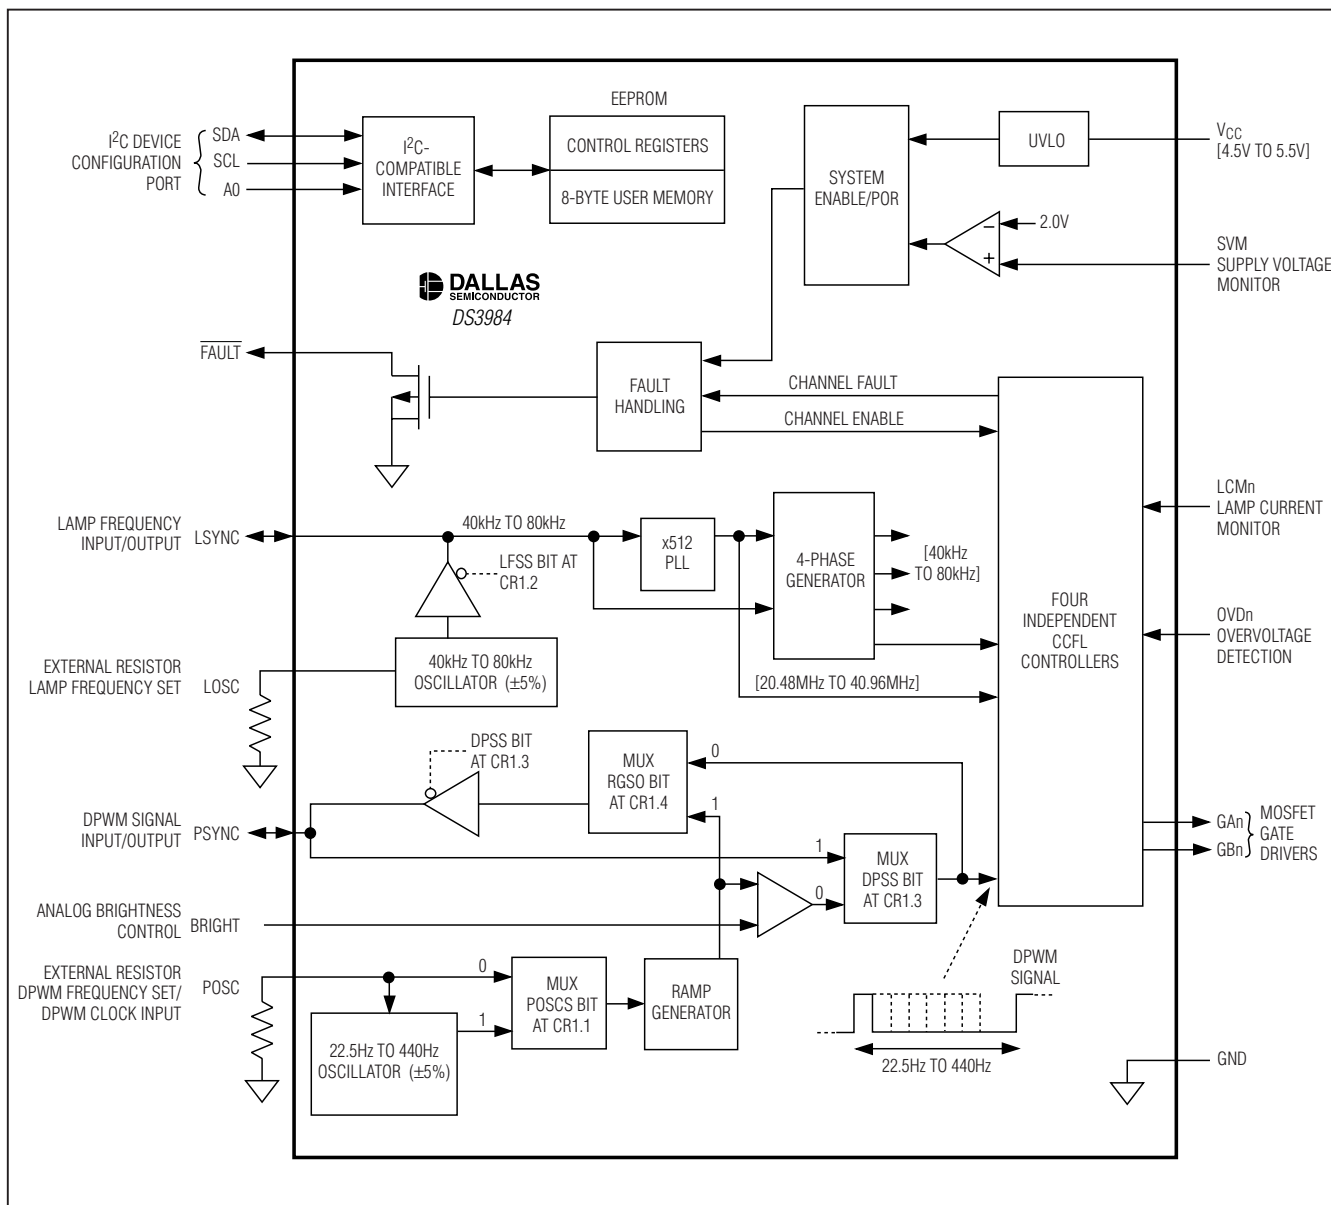 EEPROM
I²C DEVICE
CONFIGURATION
PORT
SDA
SCL
A0
I²C-
COMPATIBLE
INTERFACE
CONTROL REGISTERS
8-BYTE USER MEMORY
SYSTEM
ENABLE/POR
UVLO
VCC
[4.5V TO 5.5V]
2.0V
−
+
SVM
SUPPLY VOLTAGE
MONITOR
DALLAS
SEMICONDUCTOR
DS3984
FAULT
FAULT
HANDLING
CHANNEL FAULT
CHANNEL ENABLE
LAMP FREQUENCY
INPUT/OUTPUT
LSYNC
40kHz TO 80kHz
LFSS BIT AT
CR1.2
x512
PLL
4-PHASE
GENERATOR
[40kHz
TO 80kHz]
FOUR
INDEPENDENT
CCFL
CONTROLLERS
LCMn
LAMP CURRENT
MONITOR
OVDn
OVERVOLTAGE
DETECTION
EXTERNAL RESISTOR
LAMP FREQUENCY SET
LOSC
40kHz TO 80kHz
OSCILLATOR (±5%)
[20.48MHz TO 40.96MHz]
DPSS BIT
AT CR1.3
MUX
RGSO BIT
AT CR1.4
0
1
DPWM SIGNAL
INPUT/OUTPUT
PSYNC
1
0
MUX
DPSS BIT
AT CR1.3
GAn
GBn
MOSFET
GATE
DRIVERS
ANALOG BRIGHTNESS
CONTROL
BRIGHT
EXTERNAL RESISTOR
DPWM FREQUENCY SET/
DPWM CLOCK INPUT
POSC
0
1
MUX
POSCS BIT
AT CR1.1
RAMP
GENERATOR
22.5Hz TO 440Hz
OSCILLATOR (±5%)
DPWM
SIGNAL
22.5Hz TO 440Hz
GND